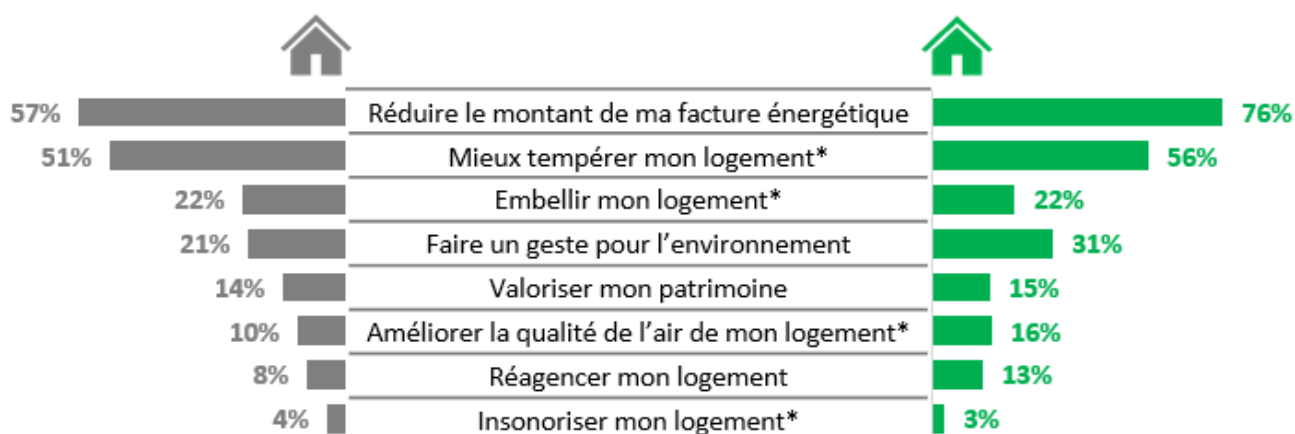 57% Réduire le montant de ma facture énergétique 76%
51% Mieux tempérer mon logement* 56%
22% Embellir mon logement* 22%
21% Faire un geste pour l’environnement 31%
14% Valoriser mon patrimoine 15%
10% Améliorer la qualité de l’air de mon logement* 16%
8% Réagencer mon logement 13%
4% Insonoriser mon logement* 3%